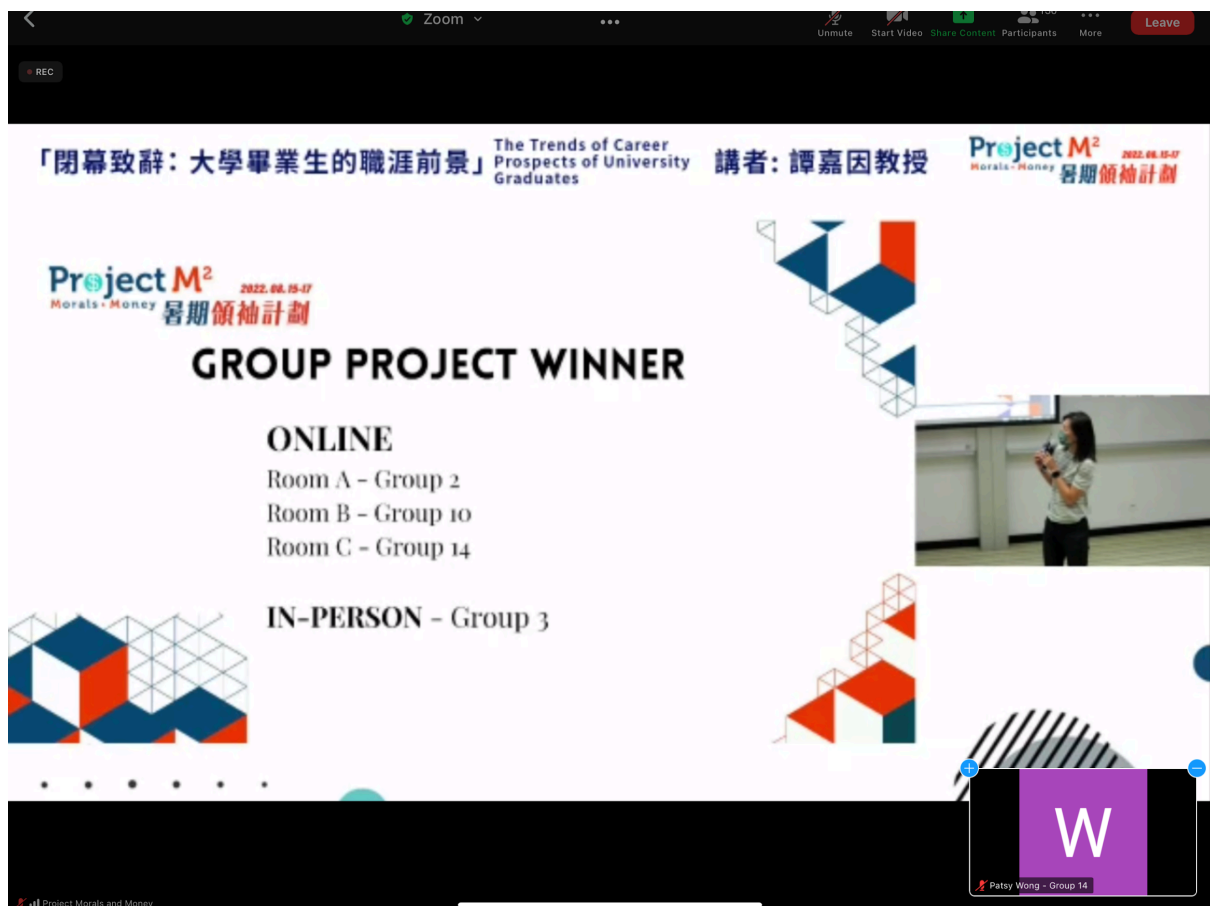 Zoom
Unmute
Start Video
Share Content
Participants
More
Leave
REC
「閉幕致辭：大學畢業生的職涯前景」
The Trends of Career
Prospects of University
Graduates
講者: 譚嘉因教授
Project M²
2022.08.15-17
Morals · Money
暑期領袖計劃
Project M²
2022.08.15-17
Morals · Money
暑期領袖計劃
GROUP PROJECT WINNER
ONLINE
Room A – Group 2
Room B – Group 10
Room C – Group 14
IN-PERSON – Group 3
W
Patsy Wong - Group 14
Project Morals and Money